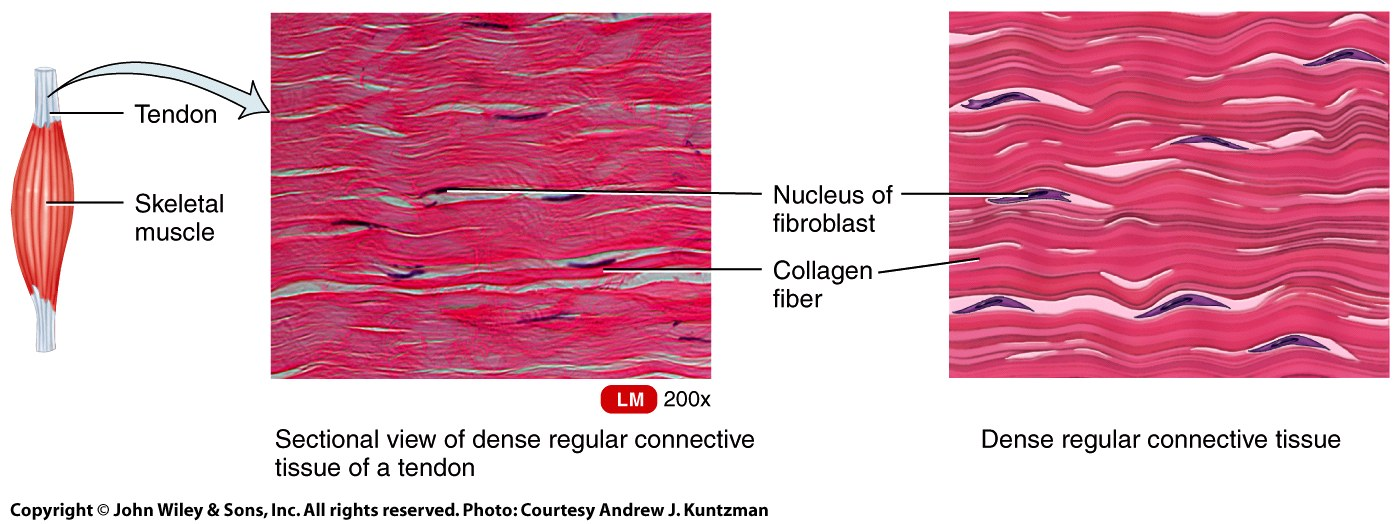 Tendon
Skeletal
muscle
Nucleus of
fibroblast
Collagen
fiber
LM 200x
Sectional view of dense regular connective
tissue of a tendon
Dense regular connective tissue
Copyright © John Wiley & Sons, Inc. All rights reserved. Photo: Courtesy Andrew J. Kuntzman